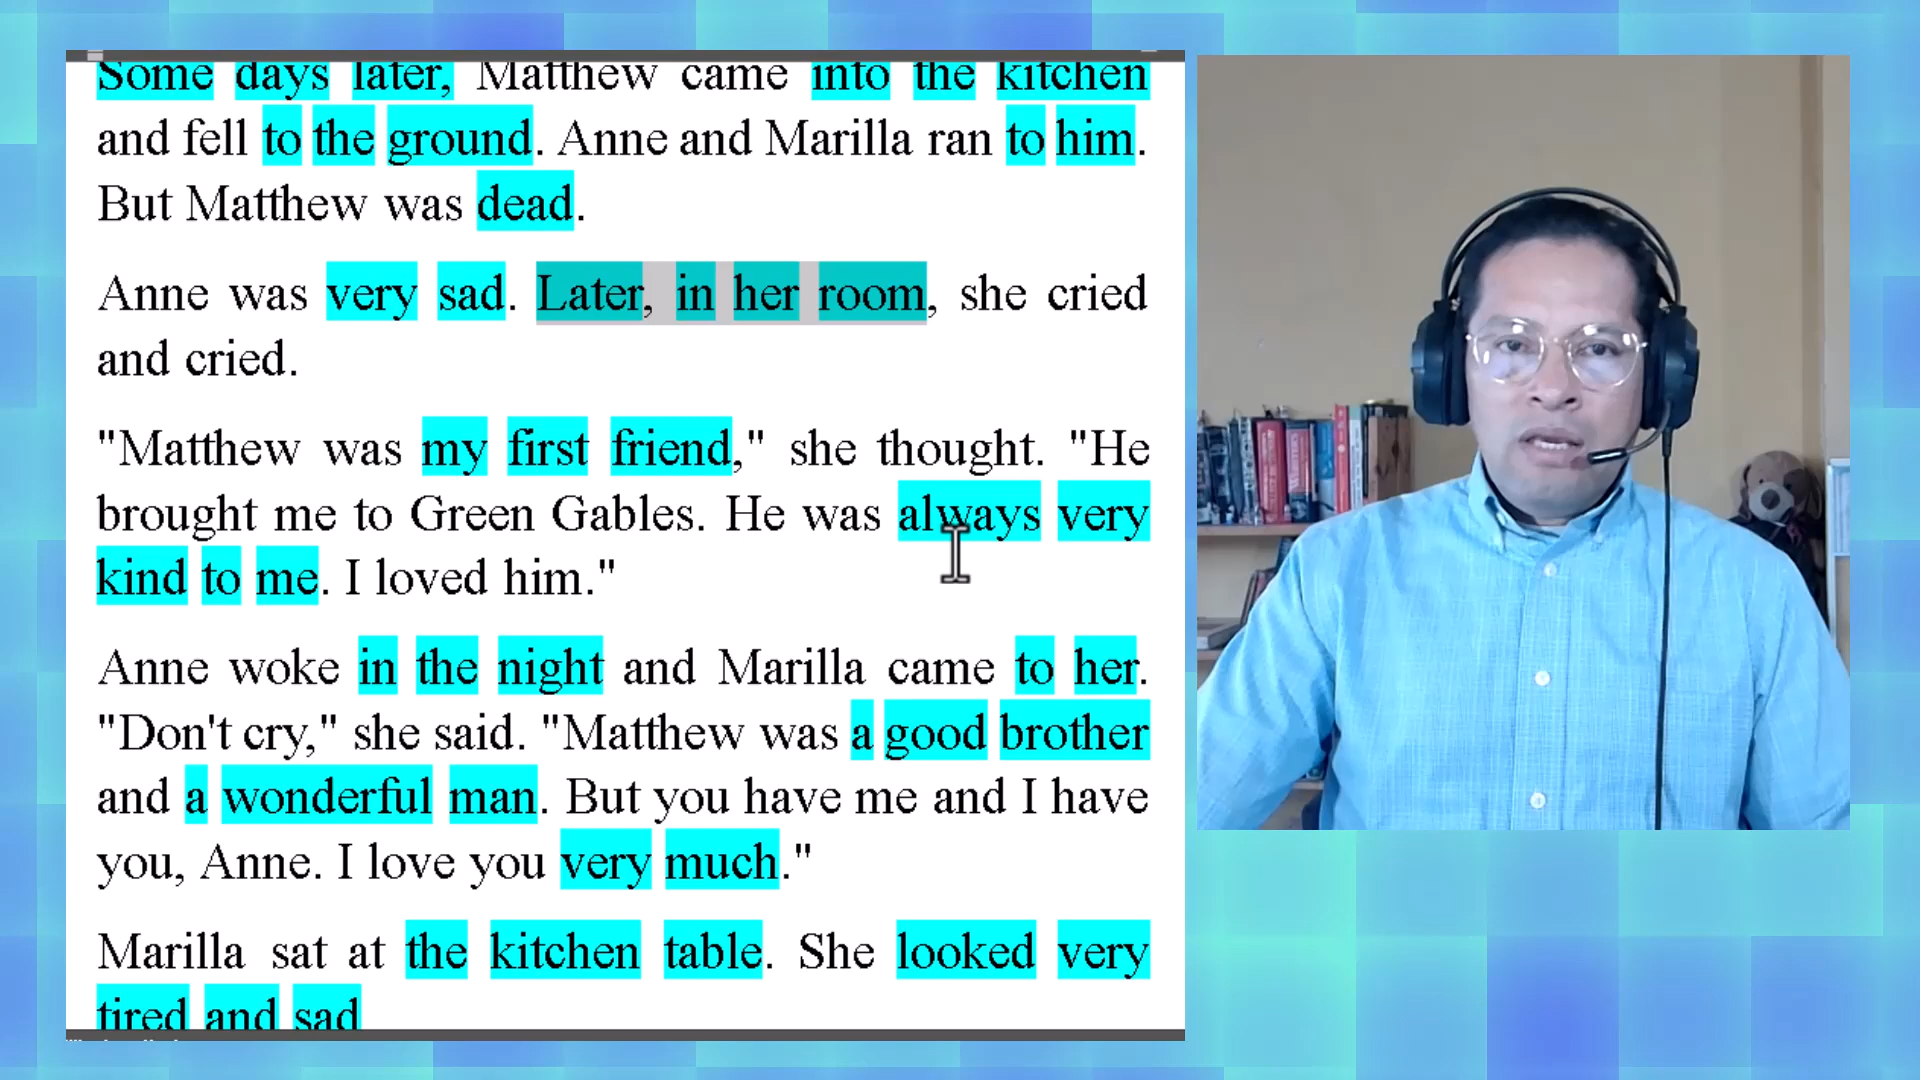 Some days later, Matthew came into the kitchen
and fell to the ground. Anne and Marilla ran to him.
But Matthew was dead.
Anne was very sad. Later, in her room, she cried
and cried.
"Matthew was my first friend," she thought. "He
brought me to Green Gables. He was always very
kind to me. I loved him."
Anne woke in the night and Marilla came to her.
"Don't cry," she said. "Matthew was a good brother
and a wonderful man. But you have me and I have
you, Anne. I love you very much."
Marilla sat at the kitchen table. She looked very
tired and sad